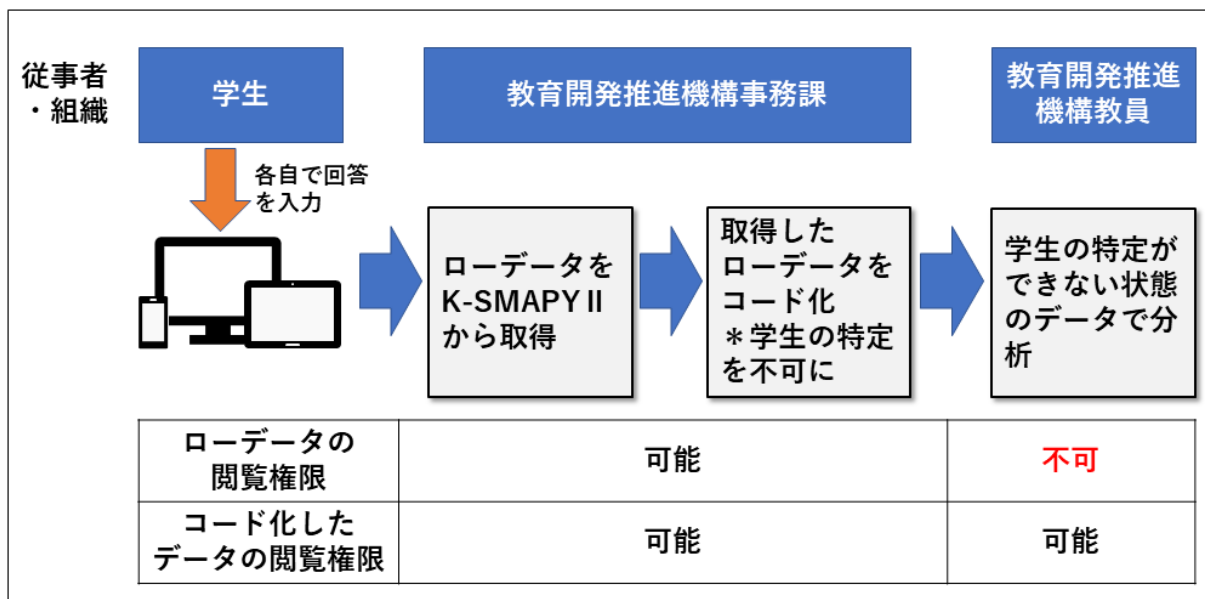 従事者
・組織
学生
教育開発推進機構事務課
教育開発推進
機構教員
各自で回答
を入力
ローデータを
K-SMAPYⅡ
から取得
取得した
ローデータを
コード化
＊学生の特定
を不可に
学生の特定が
できない状態
のデータで分
析
ローデータの
閲覧権限
可能
不可
コード化した
データの閲覧権限
可能
可能